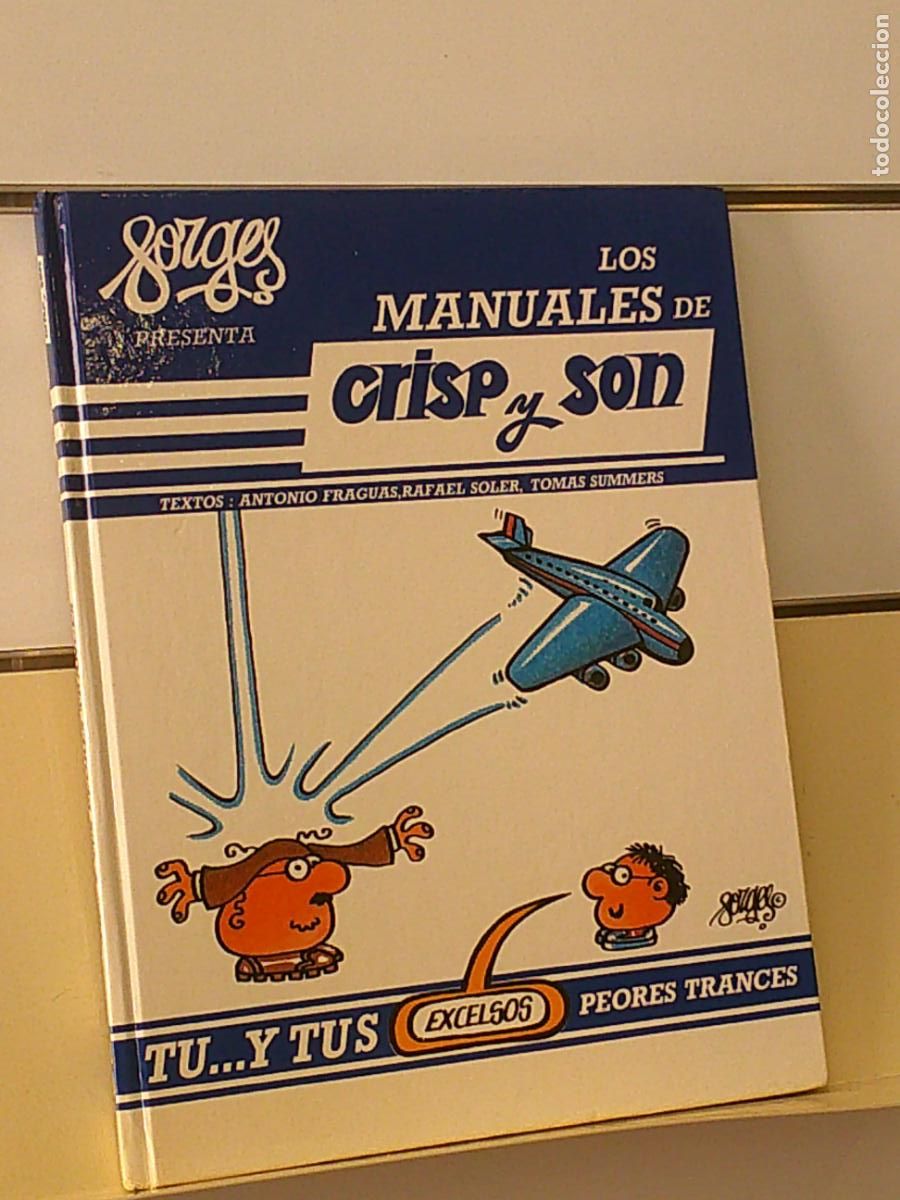 Forges
PRESENTA
LOS
MANUALES DE
crisp y son
TEXTOS : ANTONIO FRAGUAS, RAFAEL SOLER, TOMAS SUMMERS
Forges ©
TU...Y TUS EXCELSOS PEORES TRANCES
todocoleccion